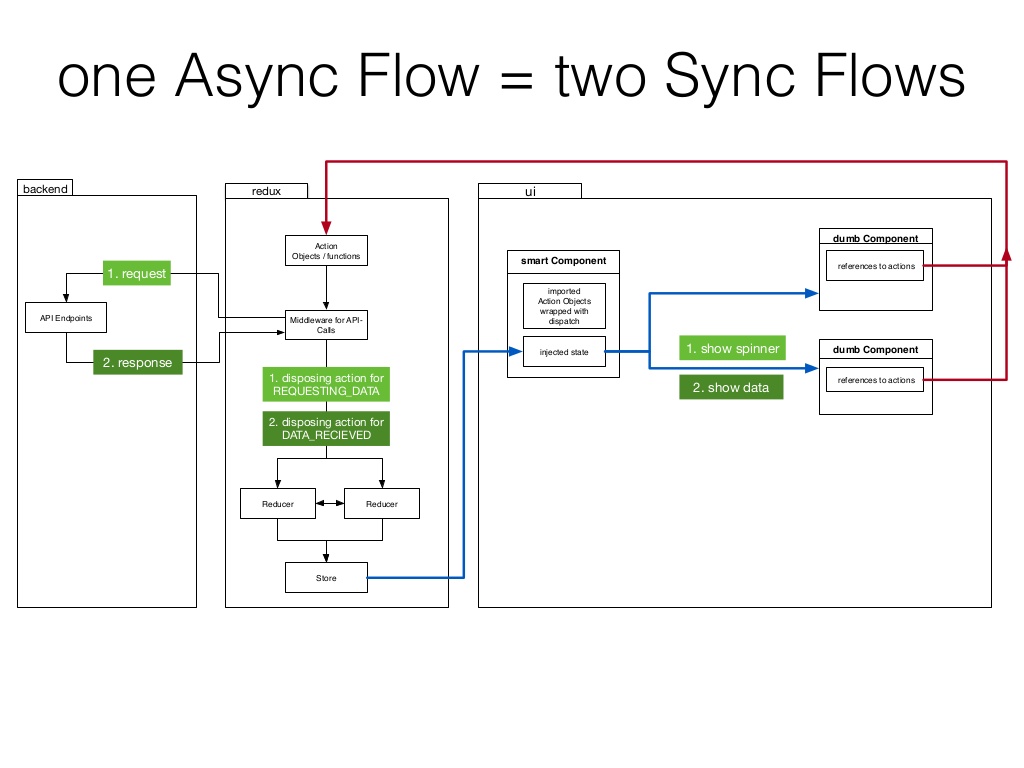 one Async Flow = two Sync Flows
backend
1. request
API Endpoints
2. response
redux
Action
Objects / functions
Middleware for API-
Calls
1. disposing action for
REQUESTING_DATA
2. disposing action for
DATA_RECIEVED
Reducer
Reducer
Store
ui
smart Component
imported
Action Objects
wrapped with
dispatch
injected state
1. show spinner
2. show data
dumb Component
references to actions
dumb Component
references to actions